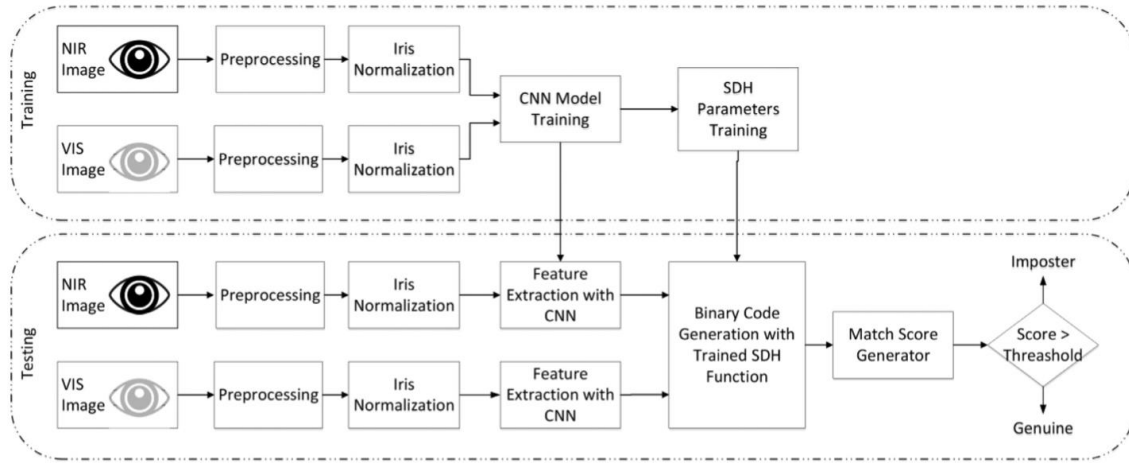 Training
NIR
Image
Preprocessing
Iris
Normalization
VIS
Image
Preprocessing
Iris
Normalization
CNN Model
Training
SDH
Parameters
Training
Testing
NIR
Image
Preprocessing
Iris
Normalization
Feature
Extraction with
CNN
VIS
Image
Preprocessing
Iris
Normalization
Feature
Extraction with
CNN
Binary Code
Generation with
Trained SDH
Function
Match Score
Generator
Imposter
Score >
Threashold
Genuine